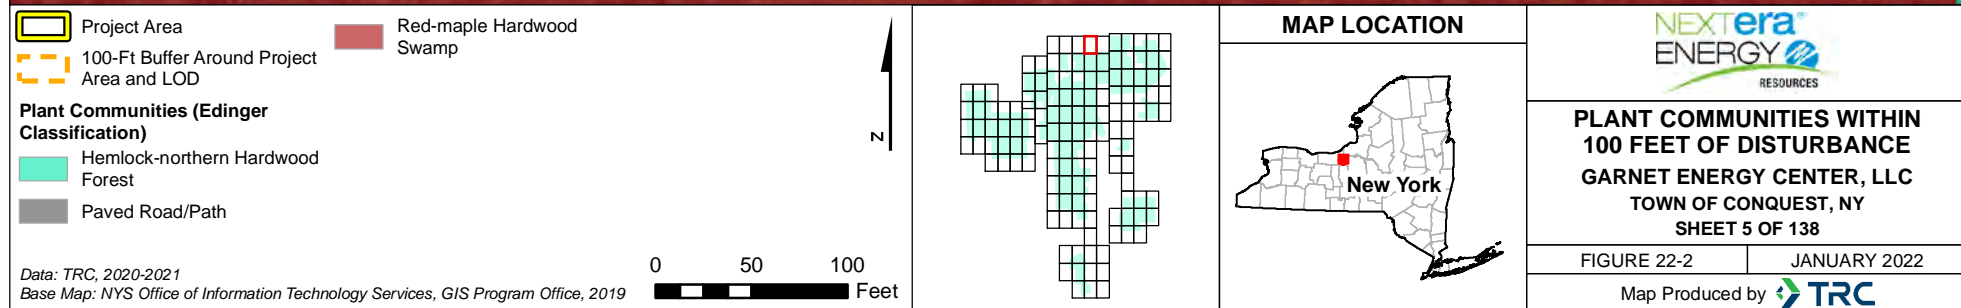 Project Area
100-Ft Buffer Around Project
Area and LOD
Plant Communities (Edinger
Classification)
Hemlock-northern Hardwood
Forest
Paved Road/Path
Red-maple Hardwood
Swamp
Data: TRC, 2020-2021
Base Map: NYS Office of Information Technology Services, GIS Program Office, 2019
N
0 50 100
Feet
MAP LOCATION
New York
NEXTera
ENERGY
RESOURCES
PLANT COMMUNITIES WITHIN
100 FEET OF DISTURBANCE
GARNET ENERGY CENTER, LLC
TOWN OF CONQUEST, NY
SHEET 5 OF 138
FIGURE 22-2
JANUARY 2022
Map Produced by TRC